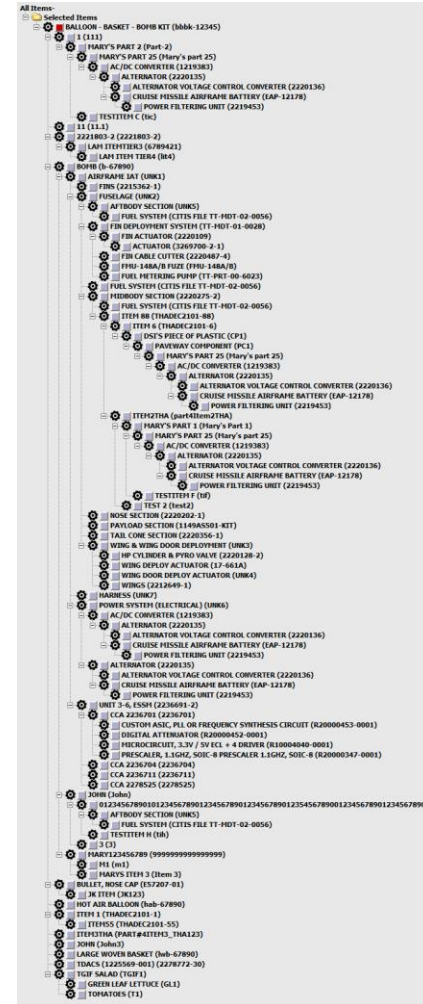 All Items-
Selected Items
BALLOON - BASKET - BOMB KIT (bbbk-12345)
1 (111)
MARY'S PART 2 (Part-2)
MARY'S PART 25 (Mary's part 25)
AC/DC CONVERTER (1219383)
ALTERNATOR (2220135)
ALTERNATOR VOLTAGE CONTROL CONVERTER (2220136)
CRUISE MISSILE AIRFRAME BATTERY (EAP-12178)
POWER FILTERING UNIT (2219453)
TESTITEM C (tic)
11 (11.1)
2221803-2 (2221803-2)
LAM ITEMTIER3 (6789421)
LAM ITEM TIER4 (lit4)
BOMB (b-67890)
AIRFRAME IAT (UNK1)
FINS (2215362-1)
FUSELAGE (UNK2)
AFTBODY SECTION (UNK5)
FUEL SYSTEM (CITIS FILE TT-MDT-02-0056)
FIN DEPLOYMENT SYSTEM (TT-MDT-01-0028)
FIN ACTUATOR (2220109)
ACTUATOR (3269700-2-1)
FIN CABLE CUTTER (2220487-4)
FMU-148A/B FUZE (FMU-148A/B)
FUEL METERING PUMP (TT-PRT-00-6023)
FUEL SYSTEM (CITIS FILE TT-MDT-02-0056)
MIDBODY SECTION (2220275-2)
FUEL SYSTEM (CITIS FILE TT-MDT-02-0056)
ITEM 88 (THADEC2101-88)
ITEM 6 (THADEC2101-6)
DSI'S PIECE OF PLASTIC (CP1)
PAVEWAY COMPONENT (PC1)
MARY'S PART 25 (Mary's part 25)
AC/DC CONVERTER (1219383)
ALTERNATOR (2220135)
ALTERNATOR VOLTAGE CONTROL CONVERTER (2220136)
CRUISE MISSILE AIRFRAME BATTERY (EAP-12178)
POWER FILTERING UNIT (2219453)
ITEM2THA (part4Item2THA)
MARY'S PART 1 (Mary's Part 1)
MARY'S PART 25 (Mary's part 25)
AC/DC CONVERTER (1219383)
ALTERNATOR (2220135)
ALTERNATOR VOLTAGE CONTROL CONVERTER (2220136)
CRUISE MISSILE AIRFRAME BATTERY (EAP-12178)
POWER FILTERING UNIT (2219453)
TESTITEM F (tif)
TEST 2 (test2)
NOSE SECTION (2220202-1)
PAYLOAD SECTION (1149AS501-KIT)
TAIL CONE SECTION (2220356-1)
WING & WING DOOR DEPLOYMENT (UNK3)
HP CYLINDER & PYRO VALVE (2220128-2)
WING DEPLOY ACTUATOR (17-661A)
WING DOOR DEPLOY ACTUATOR (UNK4)
WINGS (2212649-1)
HARNESS (UNK7)
POWER SYSTEM (ELECTRICAL) (UNK6)
AC/DC CONVERTER (1219383)
ALTERNATOR (2220135)
ALTERNATOR VOLTAGE CONTROL CONVERTER (2220136)
CRUISE MISSILE AIRFRAME BATTERY (EAP-12178)
POWER FILTERING UNIT (2219453)
ALTERNATOR (2220135)
ALTERNATOR VOLTAGE CONTROL CONVERTER (2220136)
CRUISE MISSILE AIRFRAME BATTERY (EAP-12178)
POWER FILTERING UNIT (2219453)
UNIT 3-6, ESSM (2236691-2)
CCA 2236701 (2236701)
CUSTOM ASIC, PLL OR FREQUENCY SYNTHESIS CIRCUIT (R20000453-0001)
DIGITAL ATTENUATOR (R20000452-0001)
MICROCIRCUIT, 3.3V / 5V ECL + 4 DRIVER (R10004040-0001)
PRESCALER, 1.1GHZ, SOIC-8 PRESCALER 1.1GHZ, SOIC-8 (R20000347-0001)
CCA 2236704 (2236704)
CCA 2236711 (2236711)
CCA 2278525 (2278525)
JOHN (John)
AFTBODY SECTION (UNK5)
FUEL SYSTEM (CITIS FILE TT-MDT-02-0056)
TESTITEM H (tih)
3 (3)
MARY123456789 (9999999999999999)
M1 (m1)
MARYS ITEM 3 (Item 3)
BULLET, NOSE CAP (E57207-01)
JK ITEM (JK123)
HOT AIR BALLOON (hab-67890)
ITEM 1 (THADEC2101-1)
ITEM55 (THADEC2101-55)
ITEM3THA (PART#4ITEM3_THA123)
JOHN (John3)
LARGE WOVEN BASKET (lwb-67890)
TDACS (1225569-001) (2278772-30)
TGIF SALAD (TGIF1)
GREEN LEAF LETTUCE (GL1)
TOMATOES (T1)